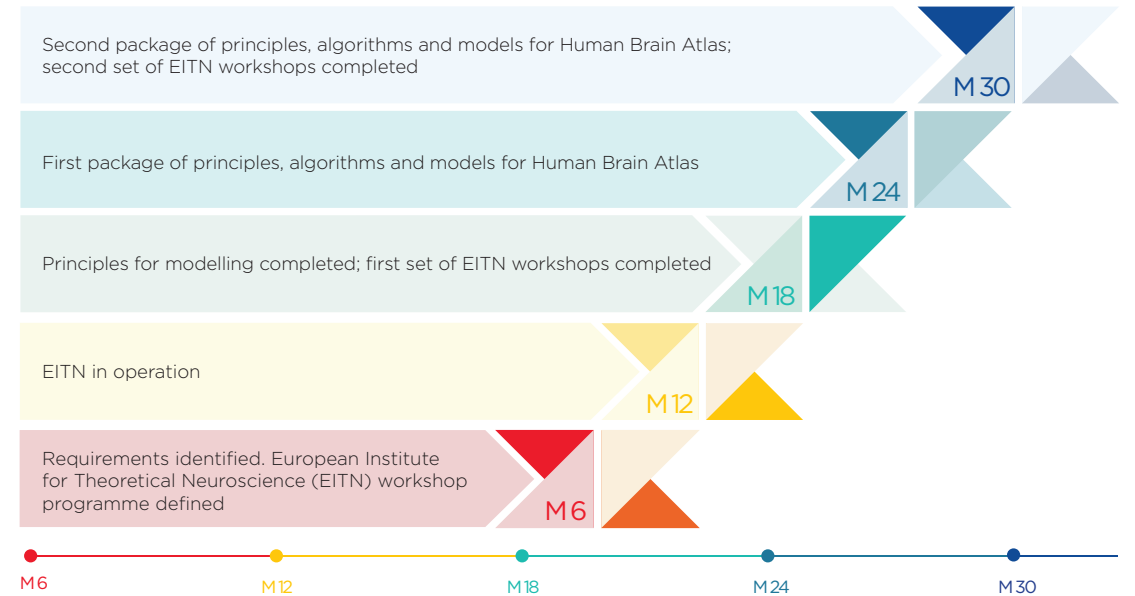 Second package of principles, algorithms and models for Human Brain Atlas;
second set of EITN workshops completed
M 30
First package of principles, algorithms and models for Human Brain Atlas
M 24
Principles for modelling completed; first set of EITN workshops completed
M 18
EITN in operation
M 12
Requirements identified. European Institute
for Theoretical Neuroscience (EITN) workshop
programme defined
M 6
M 6
M 12
M 18
M 24
M 30